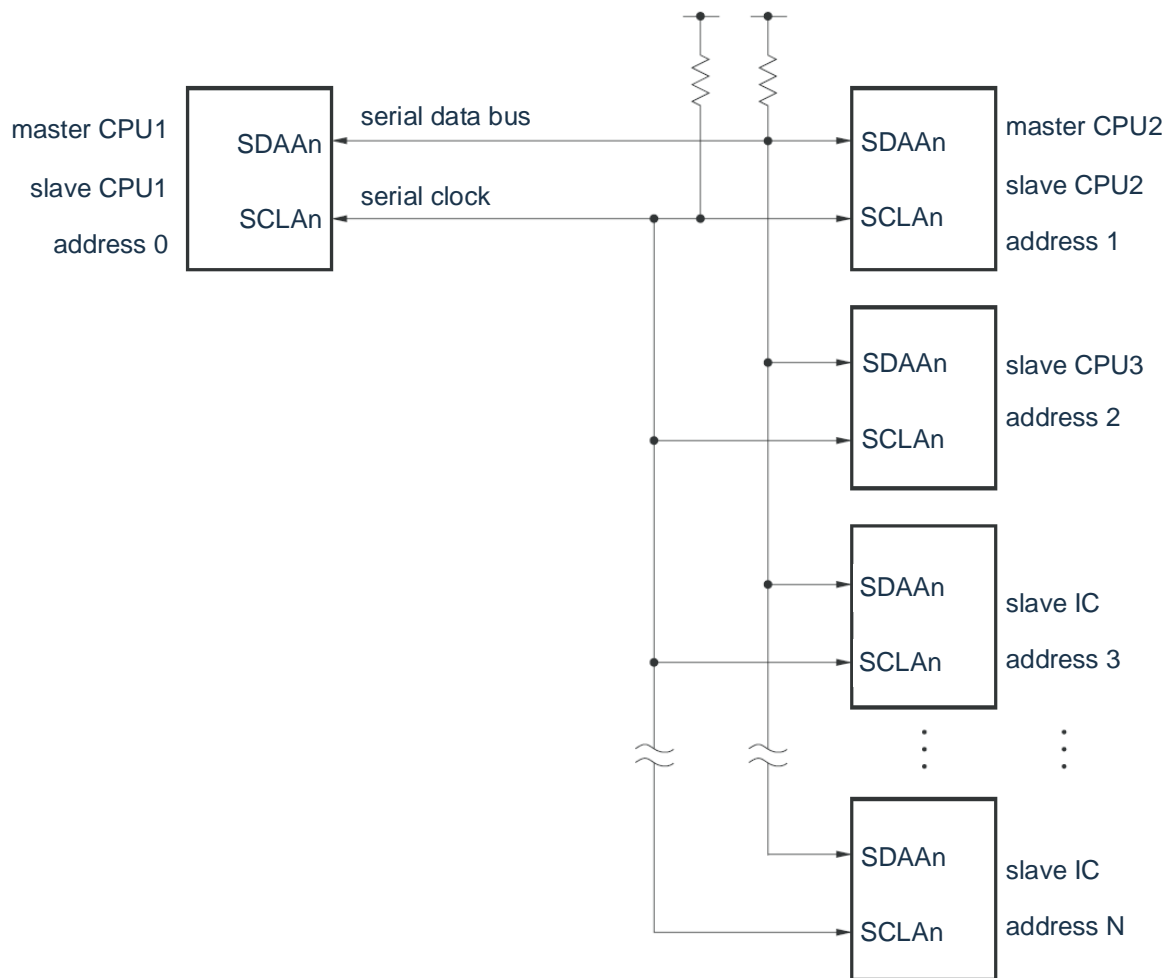 master CPU1
slave CPU1
address 0
SDAAn
SCLAn
serial data bus
serial clock
SDAAn
SCLAn
master CPU2
slave CPU2
address 1
SDAAn
SCLAn
slave CPU3
address 2
SDAAn
SCLAn
slave IC
address 3
SDAAn
SCLAn
slave IC
address N